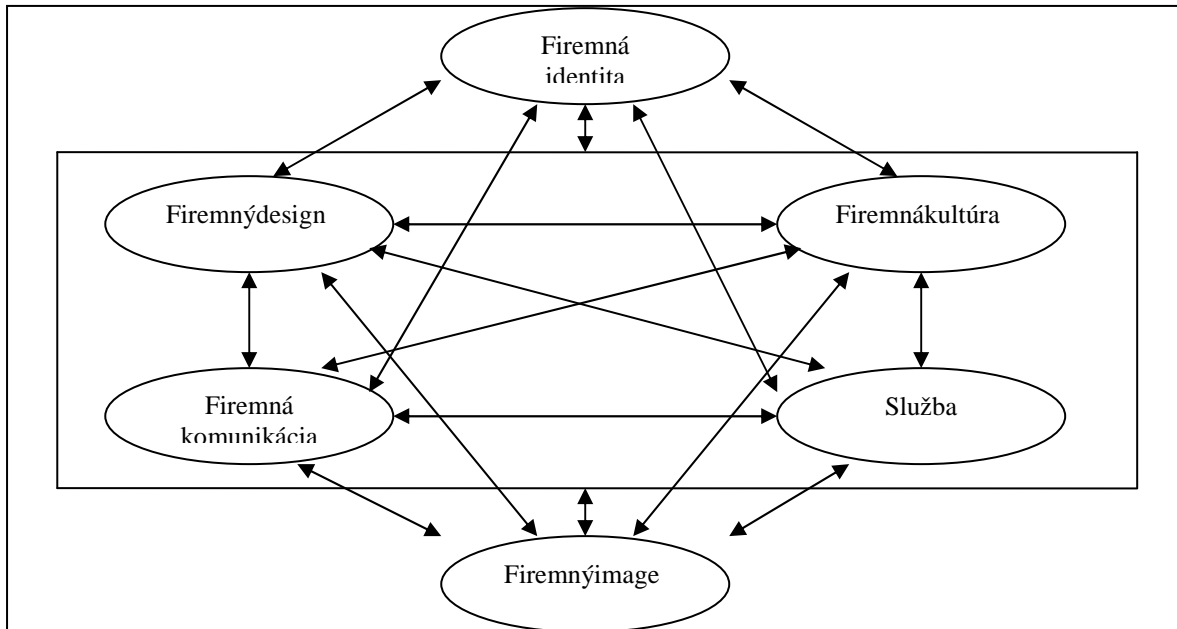 Firemná
identita
Firemnýdesign
Firemnákultúra
Firemná
komunikácia
Služba
Firemnýimage